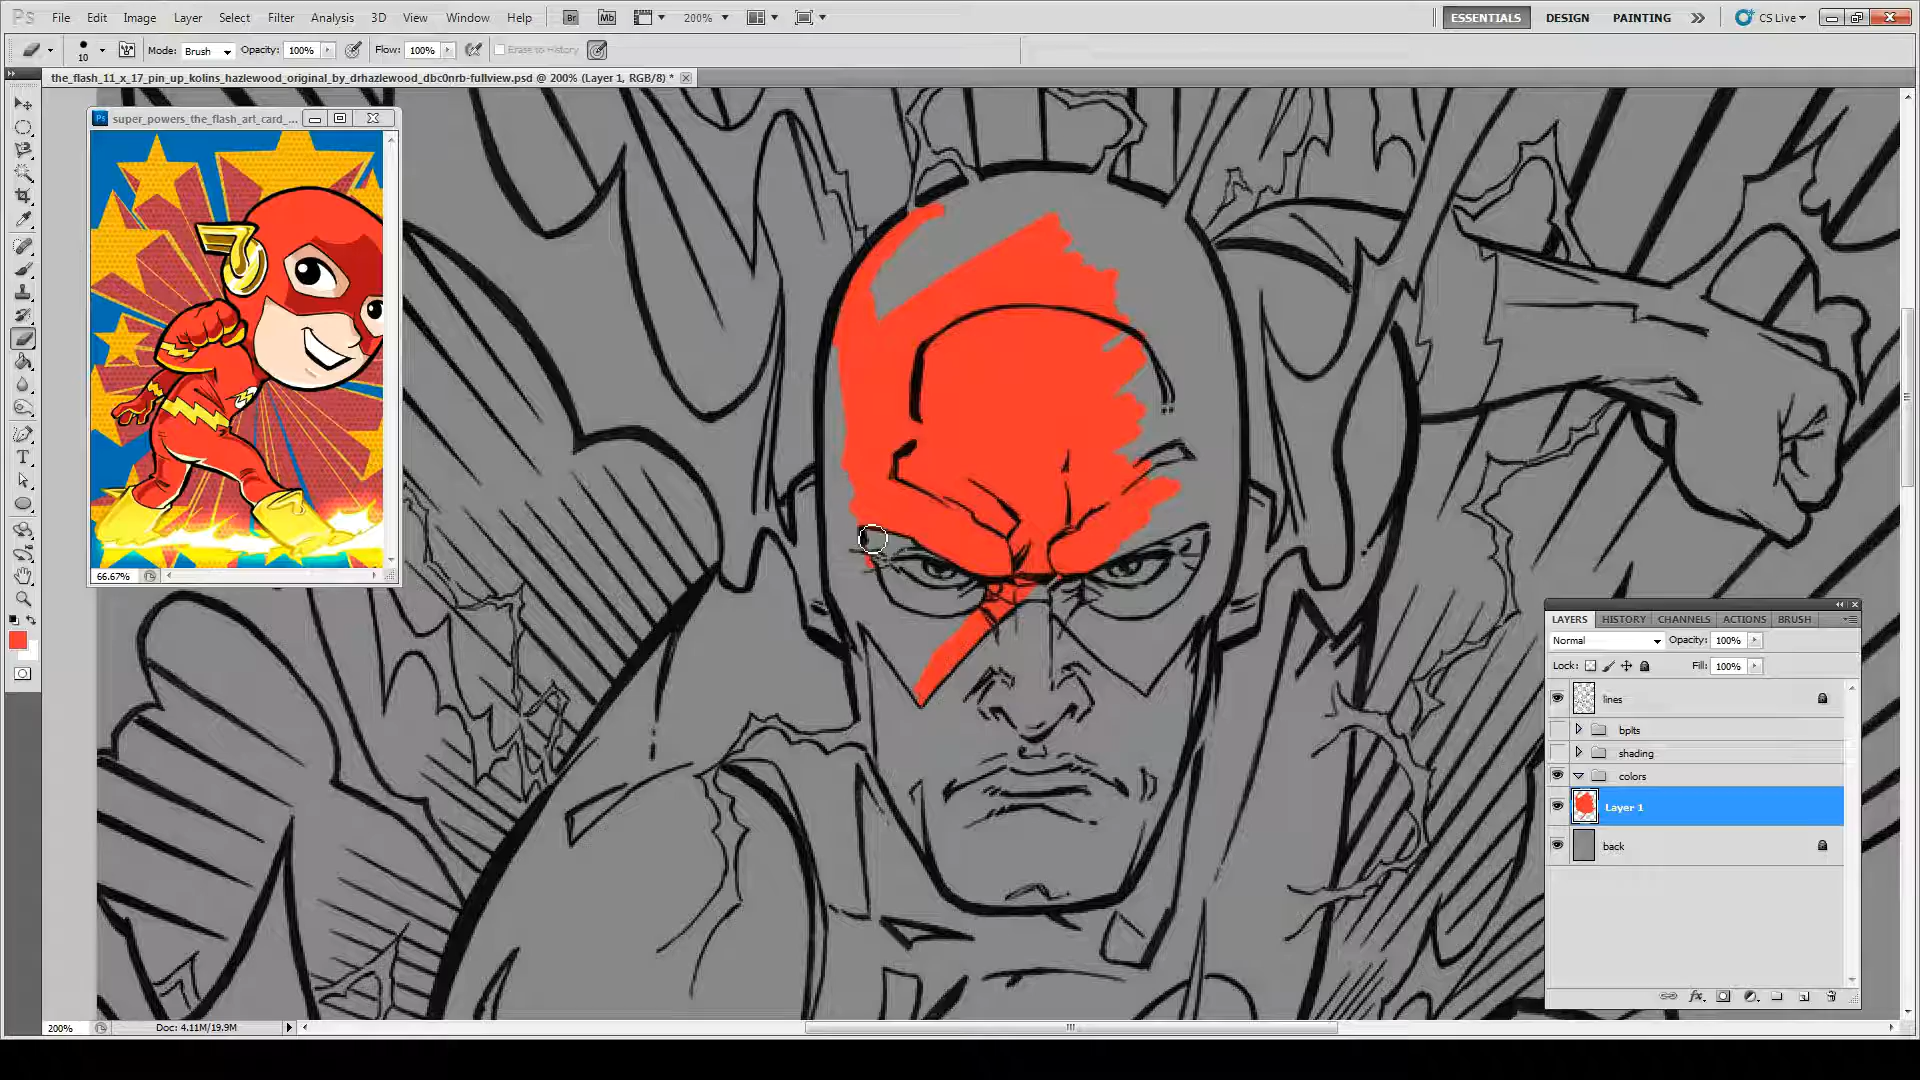 Ps File Edit Image Layer Select Filter Analysis 3D View Window Help Br Mb 200% ESSENTIALS DESIGN PAINTING CS Live
10 Mode: Brush Opacity: 100% Flow: 100% Erase to History
the_flash_11_x_17_pin_up_kolins_hazlewood_original_by_drhazlewood_dbc0nrb-fullview.psd @ 200% (Layer 1, RGB/8) *
Ps super_powers_the_flash_art_card_...
66.67%
LAYERS HISTORY CHANNELS ACTIONS BRUSH
Normal Opacity: 100%
Lock: Fill: 100%
lines
bplts
shading
colors
Layer 1
back
200% Doc: 4.11M/19.9M